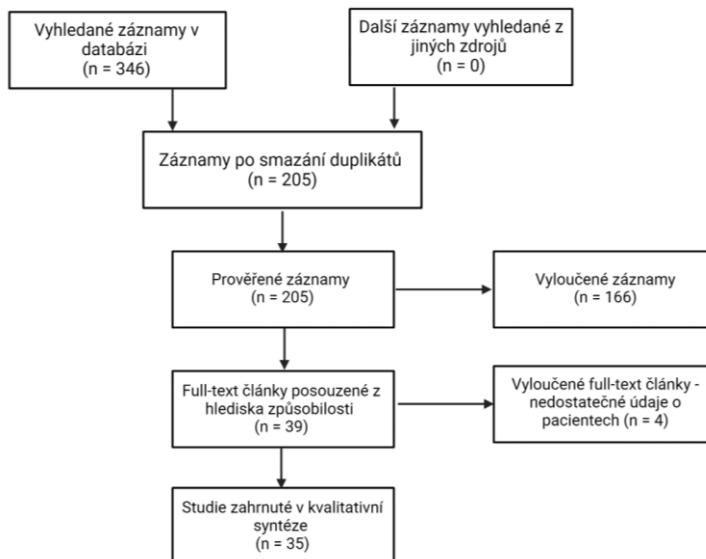 Vyhledané záznamy v
databázi
(n = 346)
Další záznamy vyhledané z
jiných zdrojů
(n = 0)
Záznamy po smazání duplikátů
(n = 205)
Prověřené záznamy
(n = 205)
Vyloučené záznamy
(n = 166)
Full-text články posouzené z
hlediska způsobilosti
(n = 39)
Vyloučené full-text články -
nedostatečné údaje o
pacientech (n = 4)
Studie zahrnuté v kvalitativní
syntéze
(n = 35)